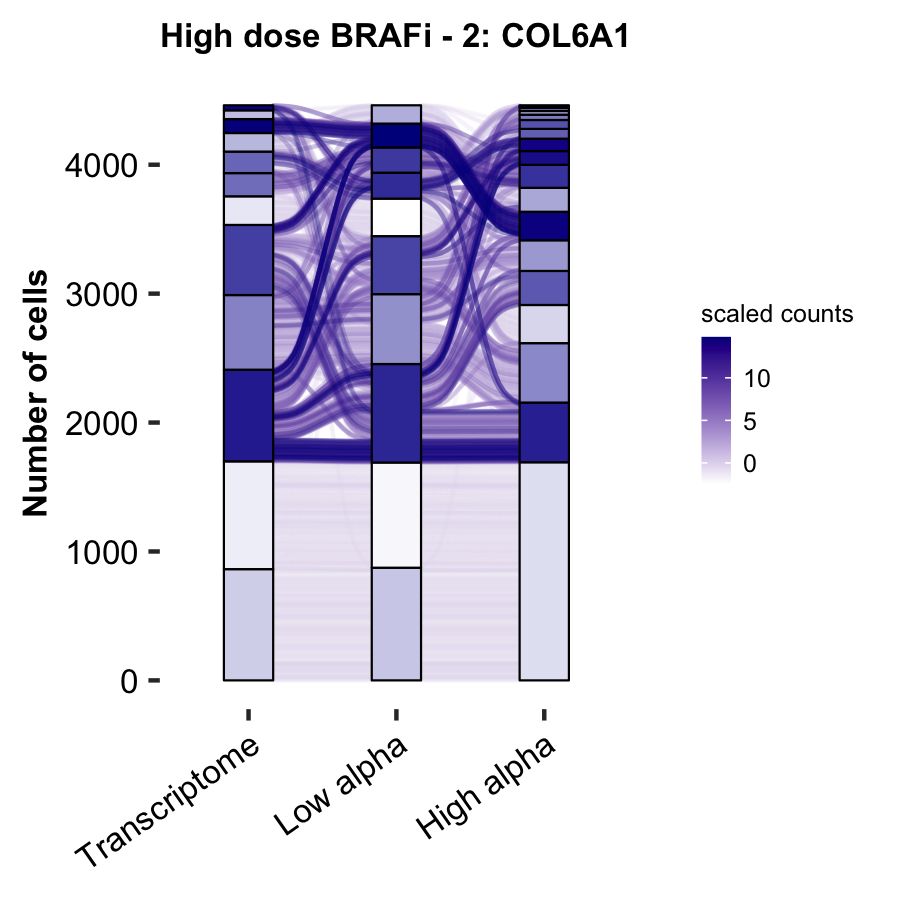 High dose BRAFi - 2: COL6A1
Number of cells
4000
3000
2000
1000
0
Transcriptome
Low alpha
High alpha
scaled counts
10
5
0